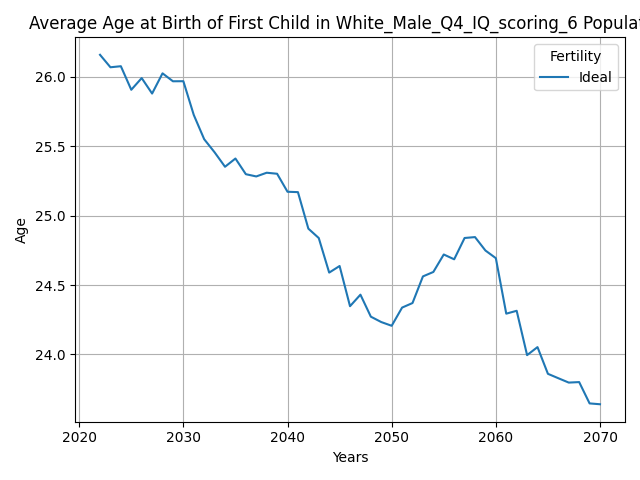 Average Age at Birth of First Child in White_Male_Q4_IQ_scoring_6 Populat
Fertility
Ideal
26.0
25.5
25.0
24.5
24.0
Age
2020 2030 2040 2050 2060 2070
Years